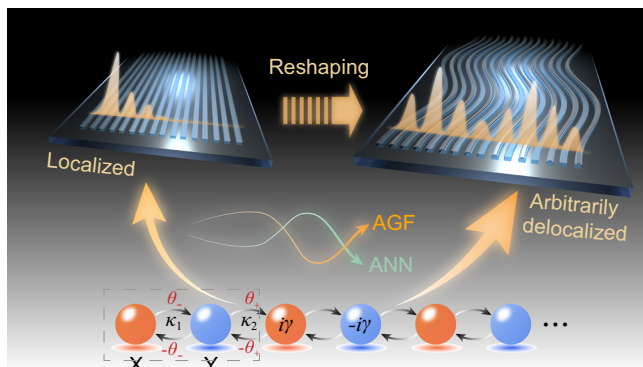 Reshaping
Localized
Arbitrarily
delocalized
AGF
ANN
θ₋ θ₊
κ₁ κ₂ iγ -iγ ...
-θ₋ -θ₊
X Y